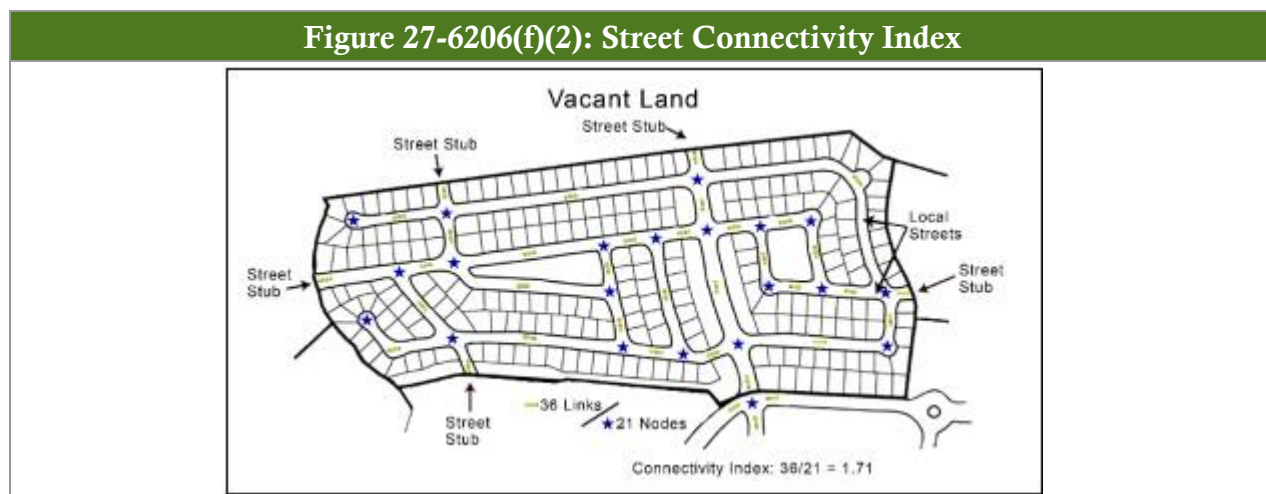 Figure 27-6206(f)(2): Street Connectivity Index
Vacant Land
Street Stub
Street Stub
Local
Streets
Street
Stub
Street
Stub
Street
Stub
36 Links
21 Nodes
Connectivity Index: 36/21 = 1.71